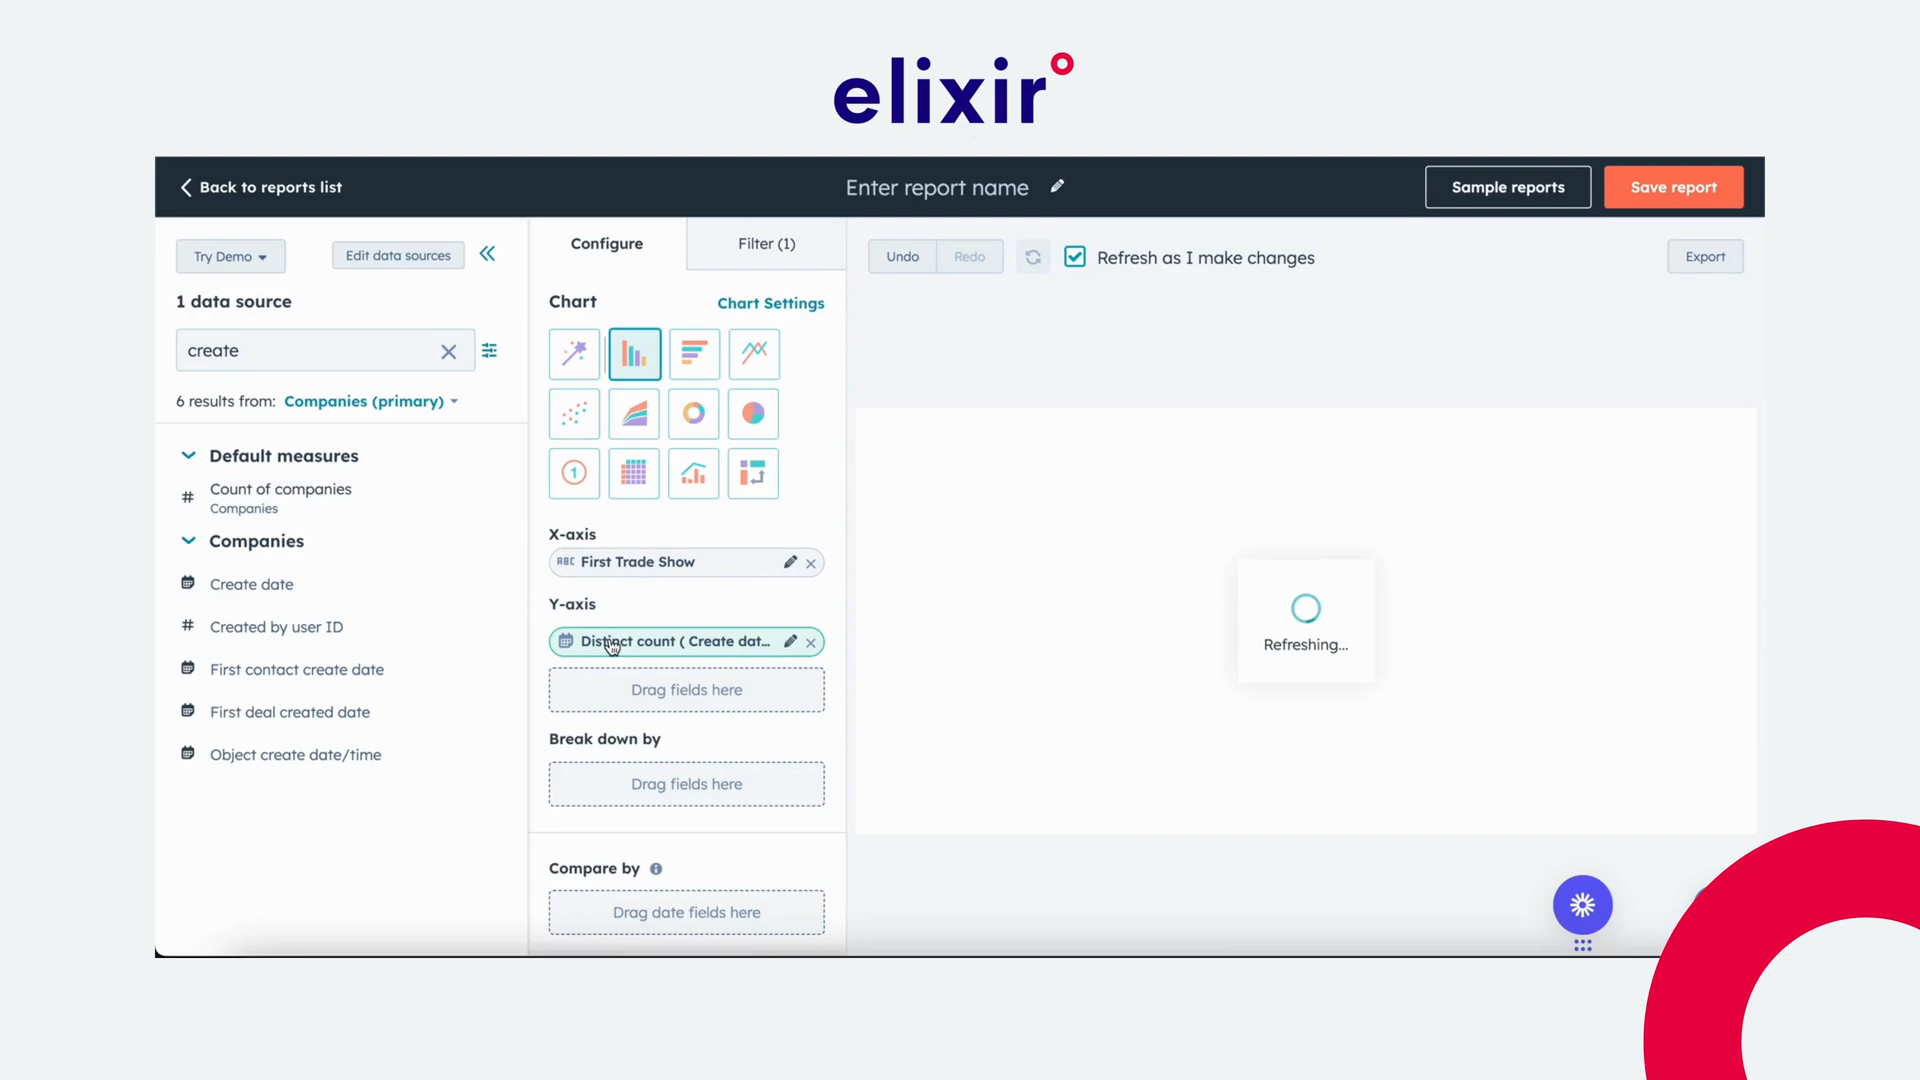 elixir
Back to reports list
Enter report name
Sample reports
Save report
Try Demo
Edit data sources
1 data source
create
6 results from: Companies (primary)
Default measures
# Count of companies
Companies
Companies
Create date
# Created by user ID
First contact create date
First deal created date
Object create date/time
Configure
Filter (1)
Chart
Chart Settings
1
X-axis
ABC First Trade Show
Y-axis
Distinct count ( Create dat...
Drag fields here
Break down by
Drag fields here
Compare by
Drag date fields here
Undo
Redo
Refresh as I make changes
Export
Refreshing...